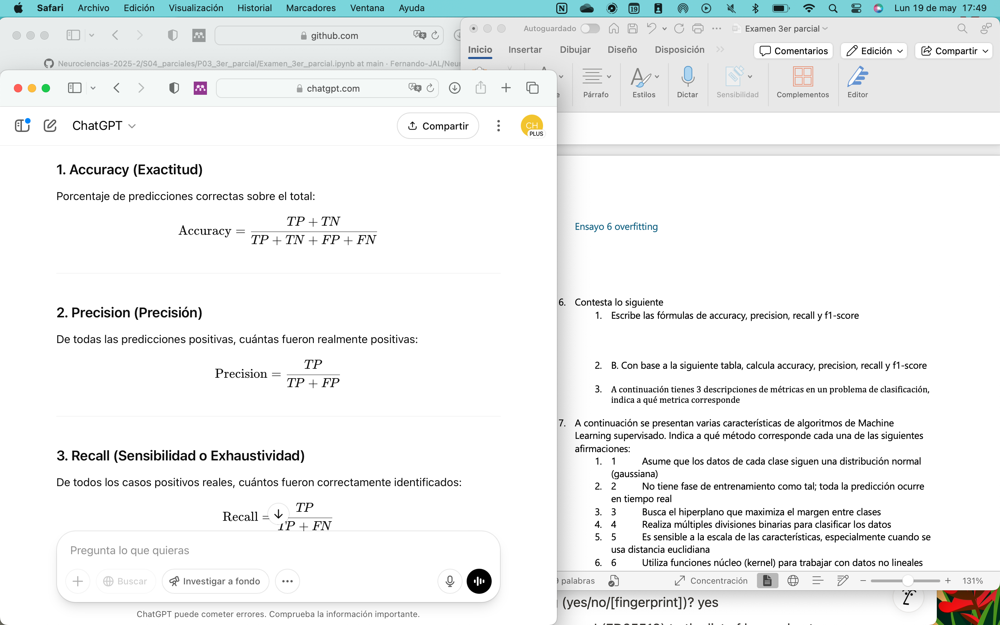 Safari Archivo Edición Visualización Historial Marcadores Ventana Ayuda
19
Lun 19 de may 17:49
github.com
Neurociencias-2025-2/S04_parciales/P03_3er_parcial/Examen_3er_parcial.ipynb at main · Fernando-JAL/Neur
chatgpt.com
ChatGPT
Compartir
CH
PLUS
1. Accuracy (Exactitud)
Porcentaje de predicciones correctas sobre el total:
Accuracy = TP + TN / TP + TN + FP + FN
2. Precision (Precisión)
De todas las predicciones positivas, cuántas fueron realmente positivas:
Precision = TP / TP + FP
3. Recall (Sensibilidad o Exhaustividad)
De todos los casos positivos reales, cuántos fueron correctamente identificados:
Recall = TP / TP + FN
Pregunta lo que quieras
Buscar
Investigar a fondo
ChatGPT puede cometer errores. Comprueba la información importante.
Autoguardado
Examen 3er parcial
Inicio Insertar Dibujar Diseño Disposición
Comentarios
Edición
Compartir
Párrafo
Estilos
Dictar
Sensibilidad
Complementos
Editor
Ensayo 6 overfitting
6. Contesta lo siguiente
1. Escribe las fórmulas de accuracy, precision, recall y f1-score
2. B. Con base a la siguiente tabla, calcula accuracy, precision, recall y f1-score
3. A continuación tienes 3 descripciones de métricas en un problema de clasificación,
indica a qué metrica corresponde
7. A continuación se presentan varias características de algoritmos de Machine
Learning supervisado. Indica a qué método corresponde cada una de las siguientes
afirmaciones:
1. 1 Asume que los datos de cada clase siguen una distribución normal
(gaussiana)
2. 2 No tiene fase de entrenamiento como tal; toda la predicción ocurre
en tiempo real
3. 3 Busca el hiperplano que maximiza el margen entre clases
4. 4 Realiza múltiples divisiones binarias para clasificar los datos
5. 5 Es sensible a la escala de las características, especialmente cuando se
usa distancia euclidiana
6. 6 Utiliza funciones núcleo (kernel) para trabajar con datos no lineales
palabras
Concentración
131%
(yes/no/[fingerprint])? yes